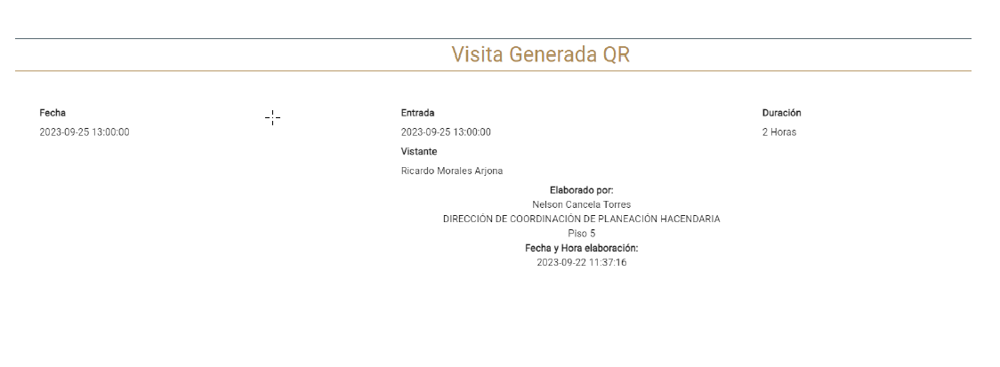 Visita Generada QR
Fecha
Entrada
Duración
2023-09-25 13:00:00
2023-09-25 13:00:00
2 Horas
Vistante
Ricardo Morales Arjona
Elaborado por:
Nelson Cancela Torres
DIRECCIÓN DE COORDINACIÓN DE PLANEACIÓN HACENDARIA
Piso 5
Fecha y Hora elaboración:
2023-09-22 11:37:16